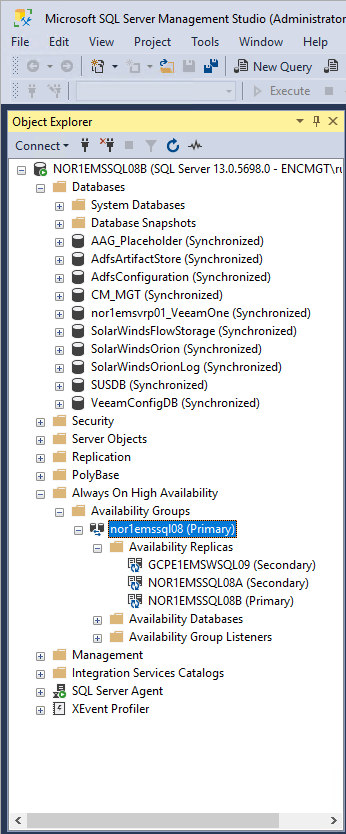 Microsoft SQL Server Management Studio (Administrator
File Edit View Project Tools Window Help
New Query
Execute
Object Explorer
Connect
NOR1EMSSQL08B (SQL Server 13.0.5698.0 - ENCMGT\ru
Databases
System Databases
Database Snapshots
AAG_Placeholder (Synchronized)
AdfsArtifactStore (Synchronized)
AdfsConfiguration (Synchronized)
CM_MGT (Synchronized)
nor1emsvrp01_VeeamOne (Synchronized)
SolarWindsFlowStorage (Synchronized)
SolarWindsOrion (Synchronized)
SolarWindsOrionLog (Synchronized)
SUSDB (Synchronized)
VeeamConfigDB (Synchronized)
Security
Server Objects
Replication
PolyBase
Always On High Availability
Availability Groups
nor1emssql08 (Primary)
Availability Replicas
GCPE1EMSWSQL09 (Secondary)
NOR1EMSSQL08A (Secondary)
NOR1EMSSQL08B (Primary)
Availability Databases
Availability Group Listeners
Management
Integration Services Catalogs
SQL Server Agent
XEvent Profiler